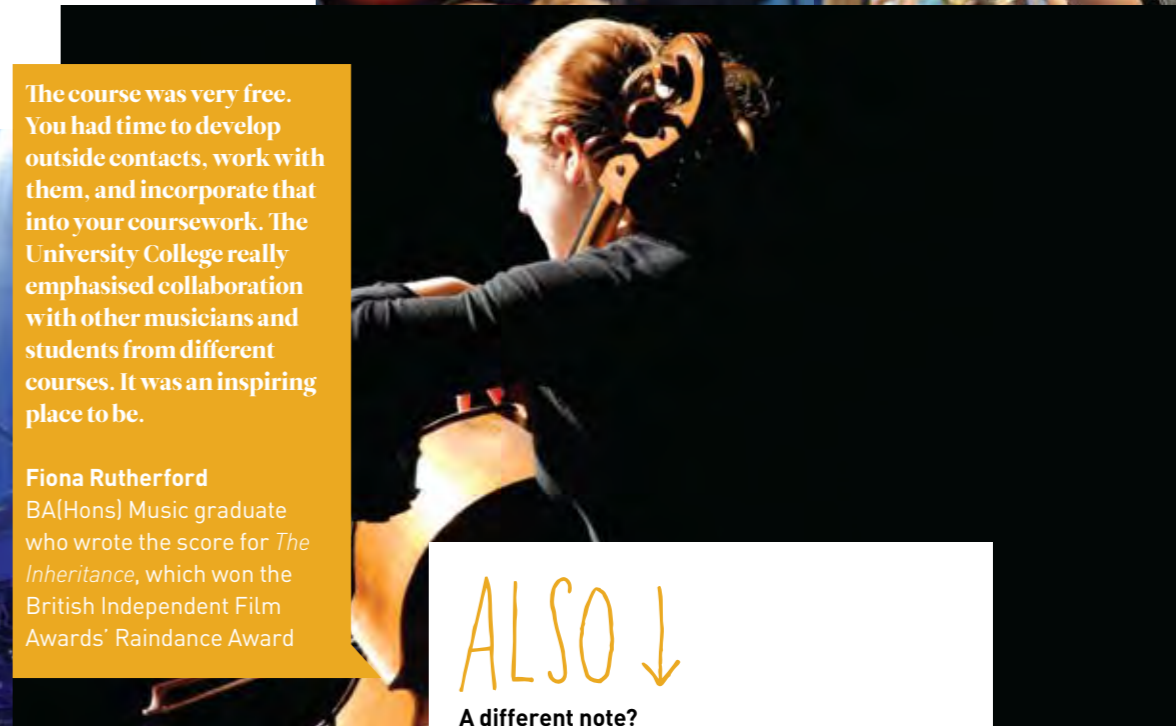 The course was very free.
You had time to develop
outside contacts, work with
them, and incorporate that
into your coursework. The
University College really
emphasised collaboration
with other musicians and
students from different
courses. It was an inspiring
place to be.
Fiona Rutherford
BA(Hons) Music graduate
who wrote the score for The
Inheritance, which won the
British Independent Film
Awards’ Raindance Award
ALSO ↓
A different note?